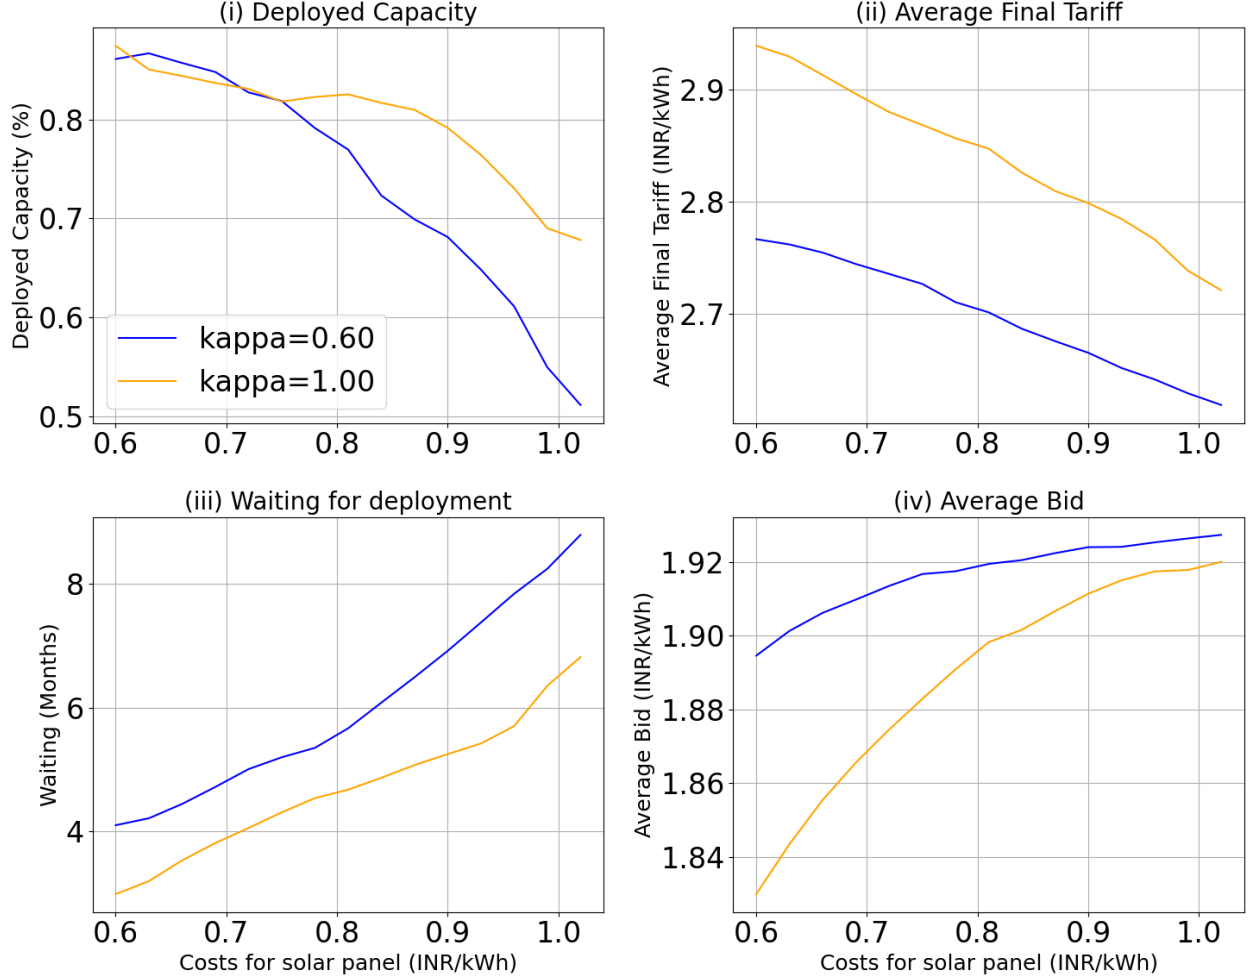 (i) Deployed Capacity
Deployed Capacity (%)
0.8
0.7
0.6
0.5
kappa=0.60
kappa=1.00
0.6 0.7 0.8 0.9 1.0
(ii) Average Final Tariff
Average Final Tariff (INR/kWh)
2.9
2.8
2.7
0.6 0.7 0.8 0.9 1.0
(iii) Waiting for deployment
Waiting (Months)
8
6
4
0.6 0.7 0.8 0.9 1.0
Costs for solar panel (INR/kWh)
(iv) Average Bid
Average Bid (INR/kWh)
1.92
1.90
1.88
1.86
1.84
0.6 0.7 0.8 0.9 1.0
Costs for solar panel (INR/kWh)